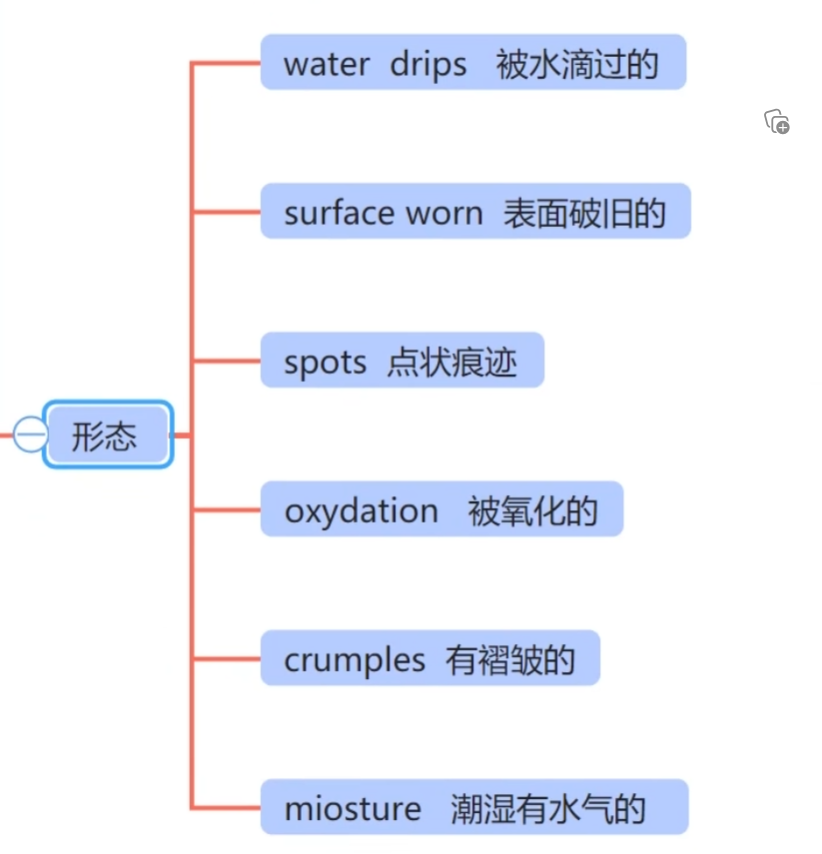 water drips 被水滴过的
surface worn 表面破旧的
spots 点状痕迹
形态
oxydation 被氧化的
crumples 有褶皱的
miosture 潮湿有水气的